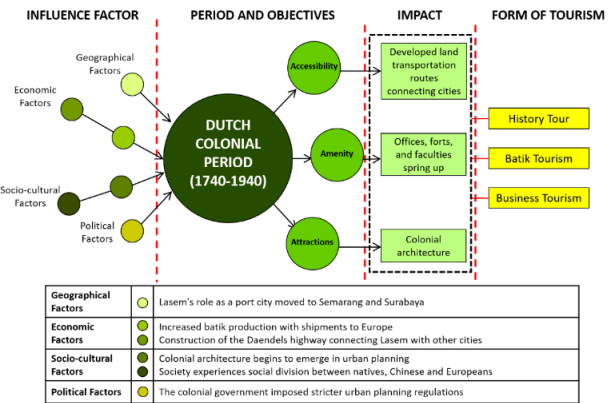 INFLUENCE FACTOR
PERIOD AND OBJECTIVES
IMPACT
FORM OF TOURISM
Geographical
Factors
Economic
Factors
Socio-cultural
Factors
Political
Factors
DUTCH
COLONIAL
PERIOD
(1740-1940)
Accessibility
Amenity
Attractions
Developed land
transportation
routes
connecting cities
Offices, forts,
and faculties
spring up
Colonial
architecture
History Tour
Batik Tourism
Business Tourism
Geographical
Factors
Lasem's role as a port city moved to Semarang and Surabaya
Economic
Factors
Increased batik production with shipments to Europe
Construction of the Daendels highway connecting Lasem with other cities
Socio-cultural
Factors
Colonial architecture begins to emerge in urban planning
Society experiences social division between natives, Chinese and Europeans
Political Factors
The colonial government imposed stricter urban planning regulations